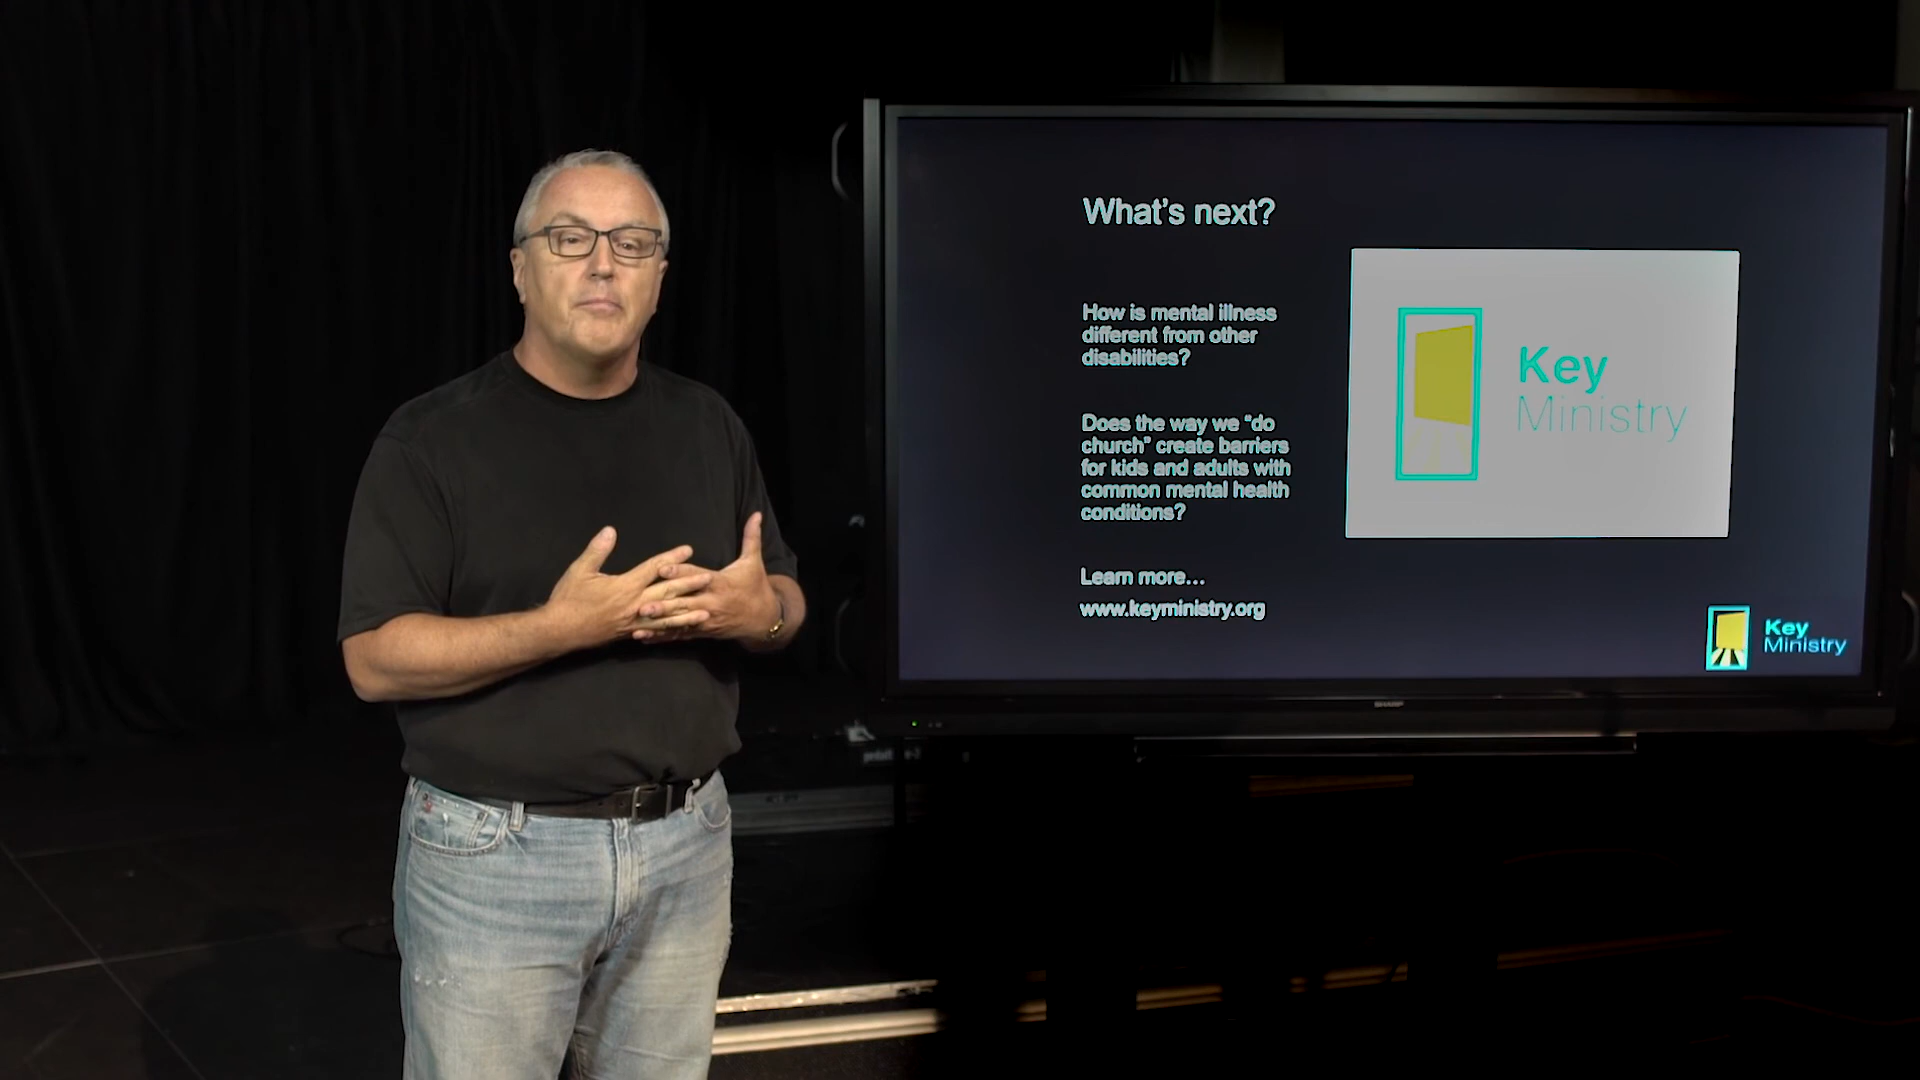 What's next?
How is mental illness
different from other
disabilities?
Does the way we "do
church" create barriers
for kids and adults with
common mental health
conditions?
Learn more...
www.keyministry.org
Key
Ministry
Key
Ministry
SHARP